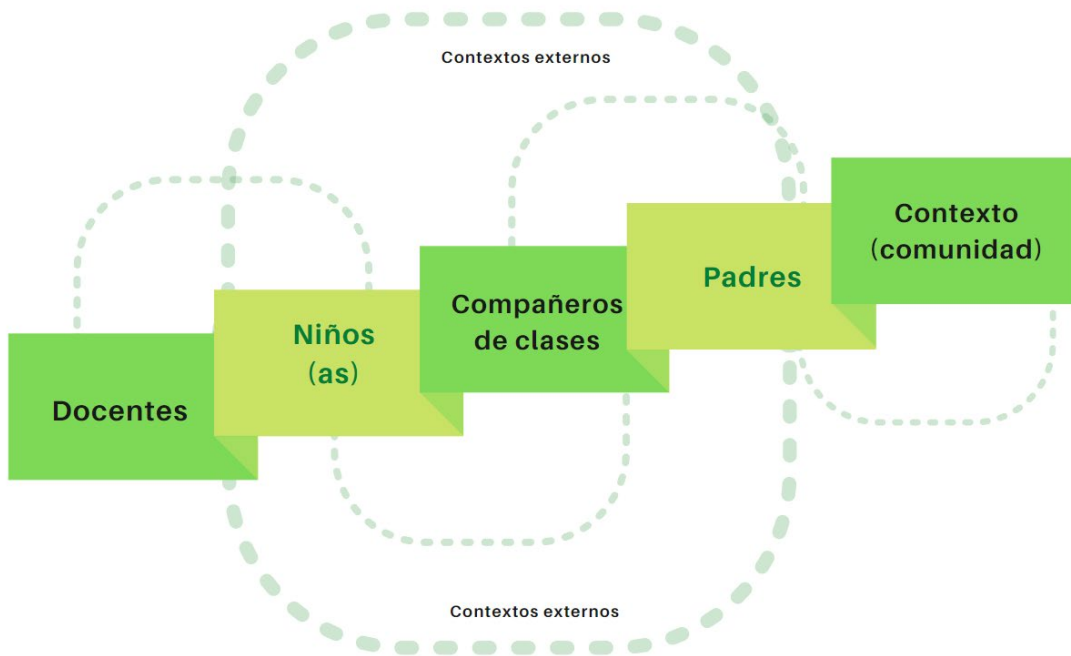 Contextos externos
Docentes
Niños
(as)
Compañeros
de clases
Padres
Contexto
(comunidad)
Contextos externos